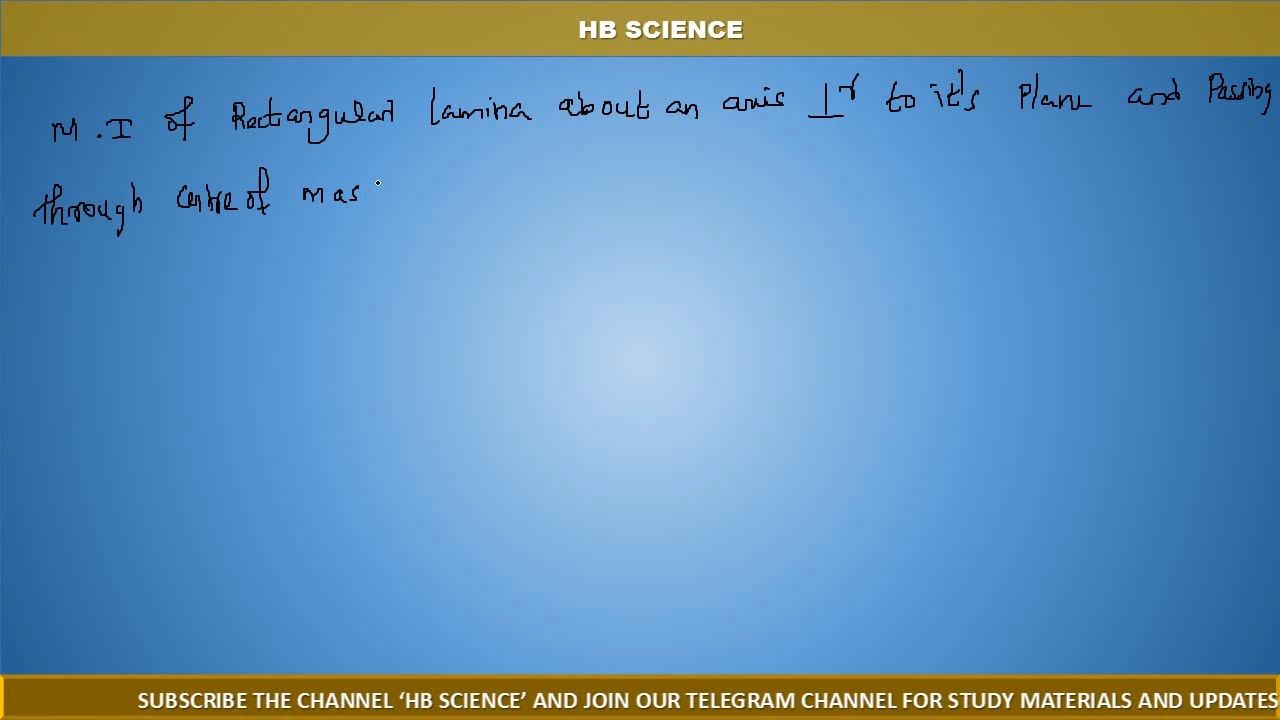 HB SCIENCE
M.I of Rectangular lamina about an axis ⊥r to it's Plane and Passing
through centre of mas
SUBSCRIBE THE CHANNEL ‘HB SCIENCE’ AND JOIN OUR TELEGRAM CHANNEL FOR STUDY MATERIALS AND UPDATES